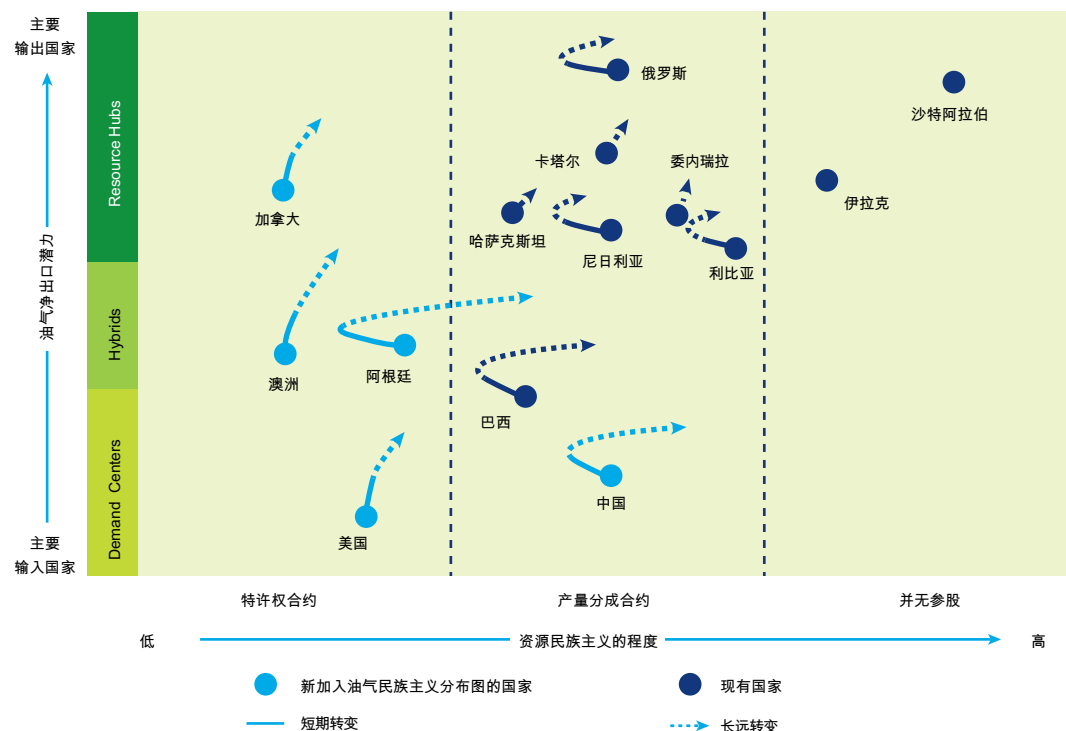 主要
输出国家
油气净出口潜力
主要
输入国家
Resource Hubs
Hybrids
Demand Centers
俄罗斯
沙特阿拉伯
卡塔尔
委内瑞拉
伊拉克
加拿大
哈萨克斯坦
尼日利亚
利比亚
澳洲
阿根廷
巴西
中国
美国
特许权合约
产量分成合约
并无参股
低
资源民族主义的程度
高
新加入油气民族主义分布图的国家
现有国家
短期转变
长远转变